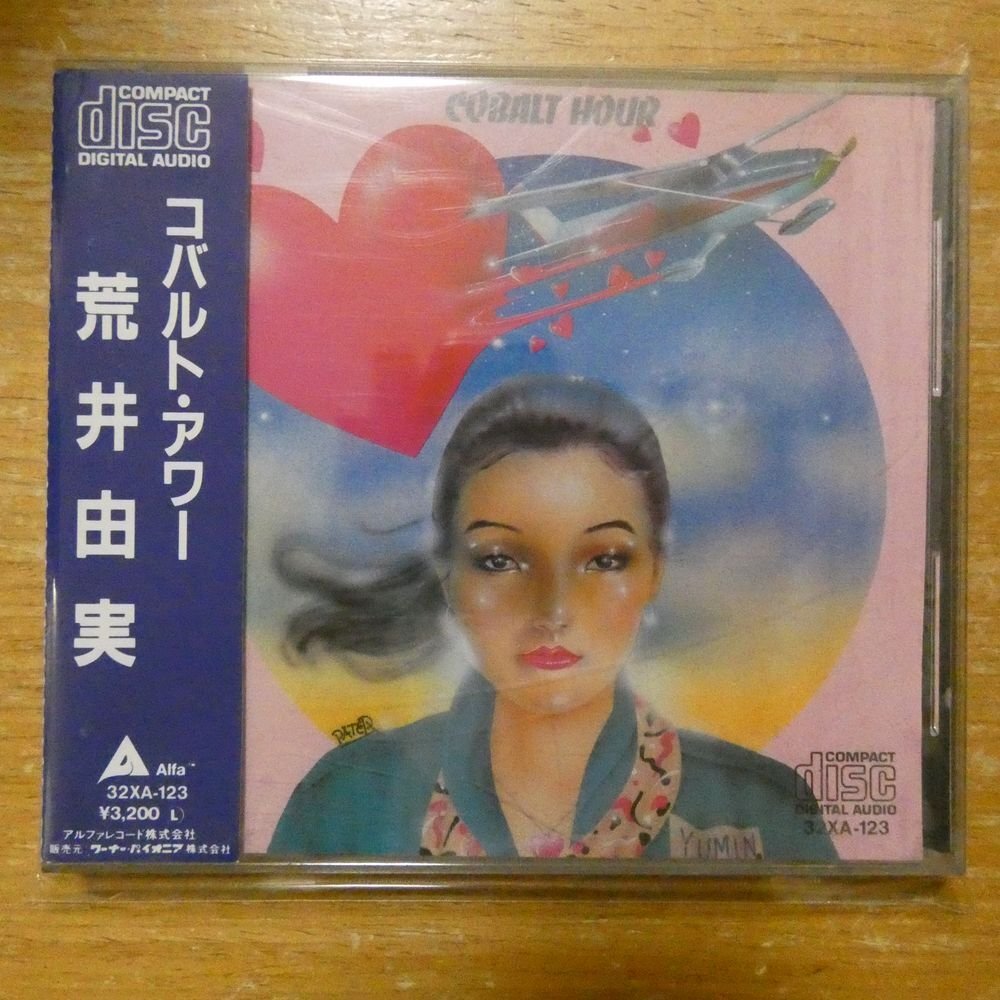 COMPACT
disc
DIGITAL AUDIO
コバルト・アワー
荒井由実
Alfa™
32XA-123
¥3,200 L)
アルファレコード株式会社
販売元 ワーナー・パイオニア株式会社
COBALT HOUR
PATER
YUMIN
COMPACT
disc
DIGITAL AUDIO
32XA-123